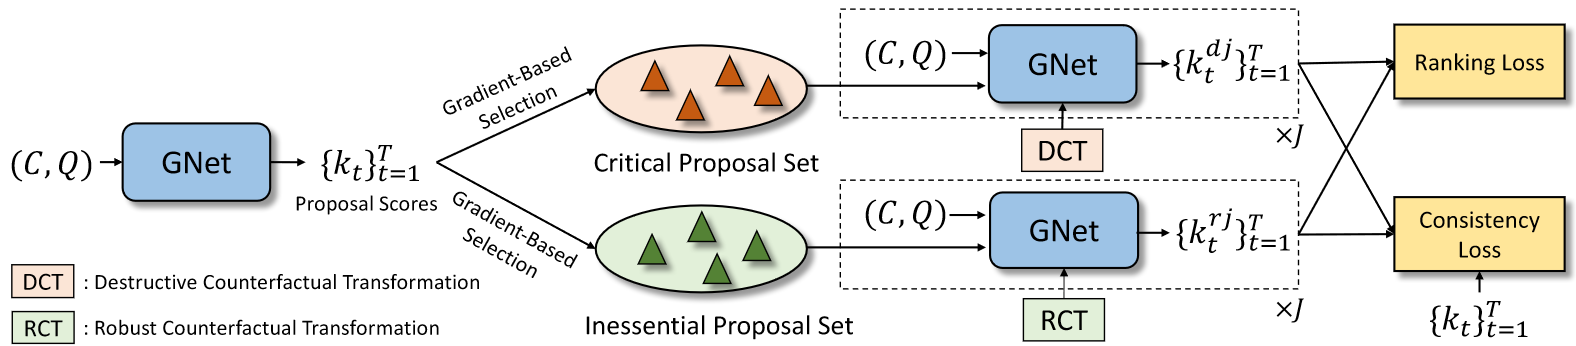 (C, Q)
GNet
{k_t}_{t=1}^T
Proposal Scores
Gradient-Based
Selection
Gradient-Based
Selection
Critical Proposal Set
Inessential Proposal Set
(C, Q)
GNet
{k_t^{dj}}_{t=1}^T
DCT
×J
(C, Q)
GNet
{k_t^{rj}}_{t=1}^T
RCT
×J
Ranking Loss
Consistency
Loss
{k_t}_{t=1}^T
DCT : Destructive Counterfactual Transformation
RCT : Robust Counterfactual Transformation